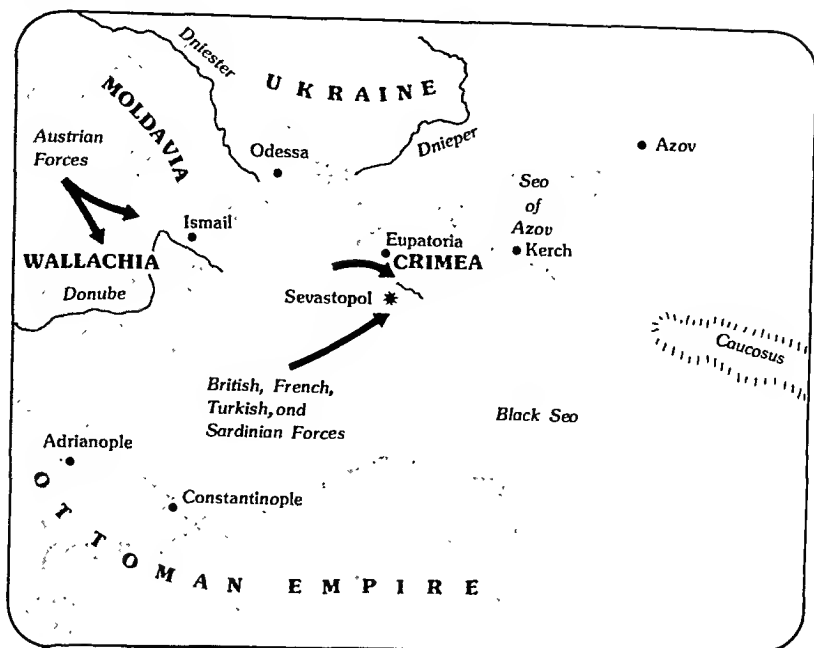 Dniester
UKRAINE
MOLDAVIA
Dnieper
Azov
Austrian
Forces
Odessa
Seo
of
Azov
Ismail
Eupatoria
Kerch
WALLACHIA
CRIMEA
Donube
Sevastopol
Caucosus
British, French,
Turkish, and
Sardinian Forces
Black Seo
Adrianople
Constantinople
OTTOMAN EMPIRE